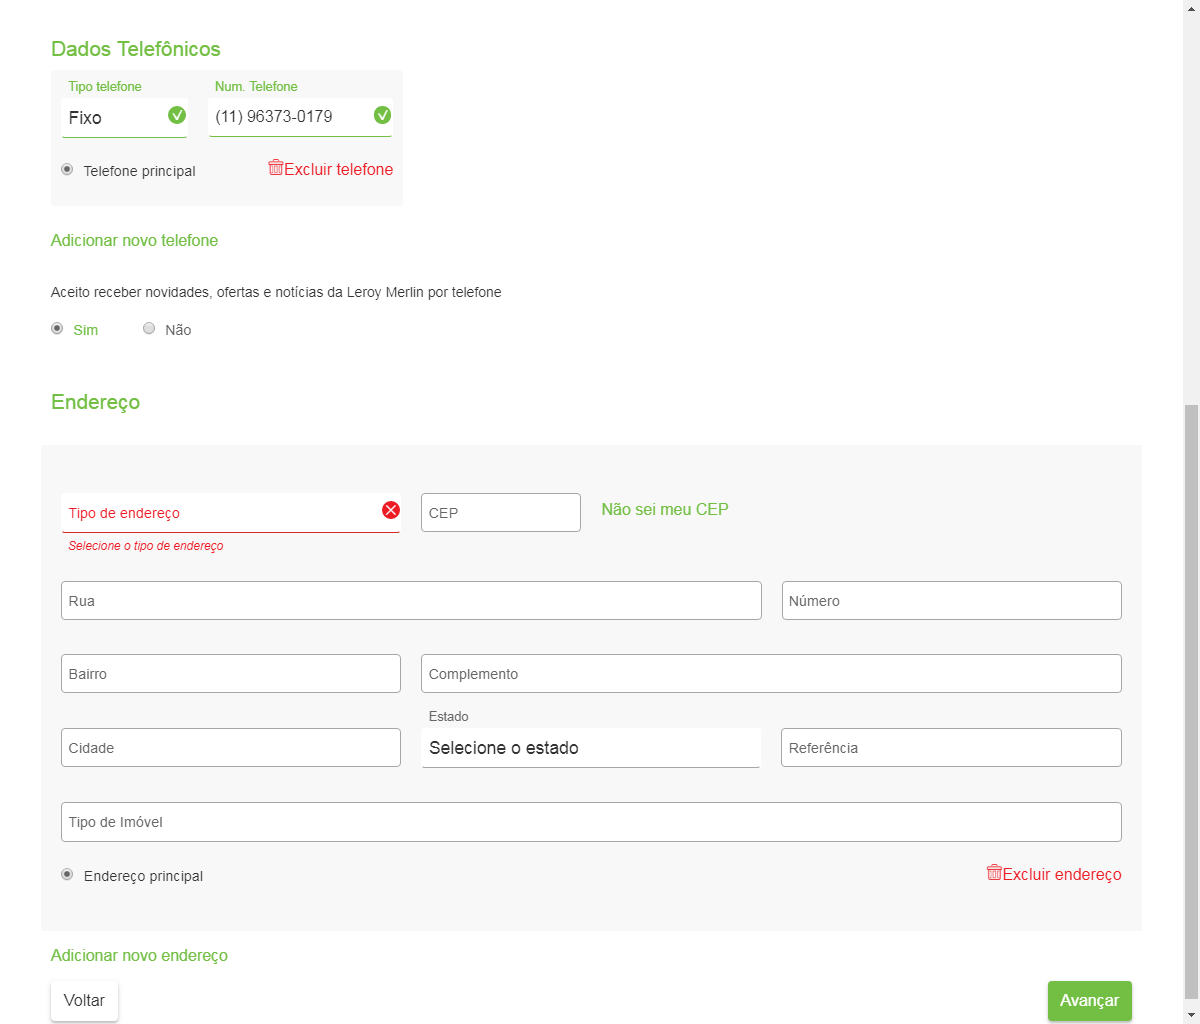 Dados Telefônicos
Tipo telefone
Num. Telefone
Fixo
(11) 96373-0179
Telefone principal
Excluir telefone
Adicionar novo telefone
Aceito receber novidades, ofertas e notícias da Leroy Merlin por telefone
Sim
Não
Endereço
Tipo de endereço
CEP
Não sei meu CEP
Selecione o tipo de endereço
Rua
Número
Bairro
Complemento
Estado
Cidade
Selecione o estado
Referência
Tipo de Imóvel
Endereço principal
Excluir endereço
Adicionar novo endereço
Voltar
Avançar